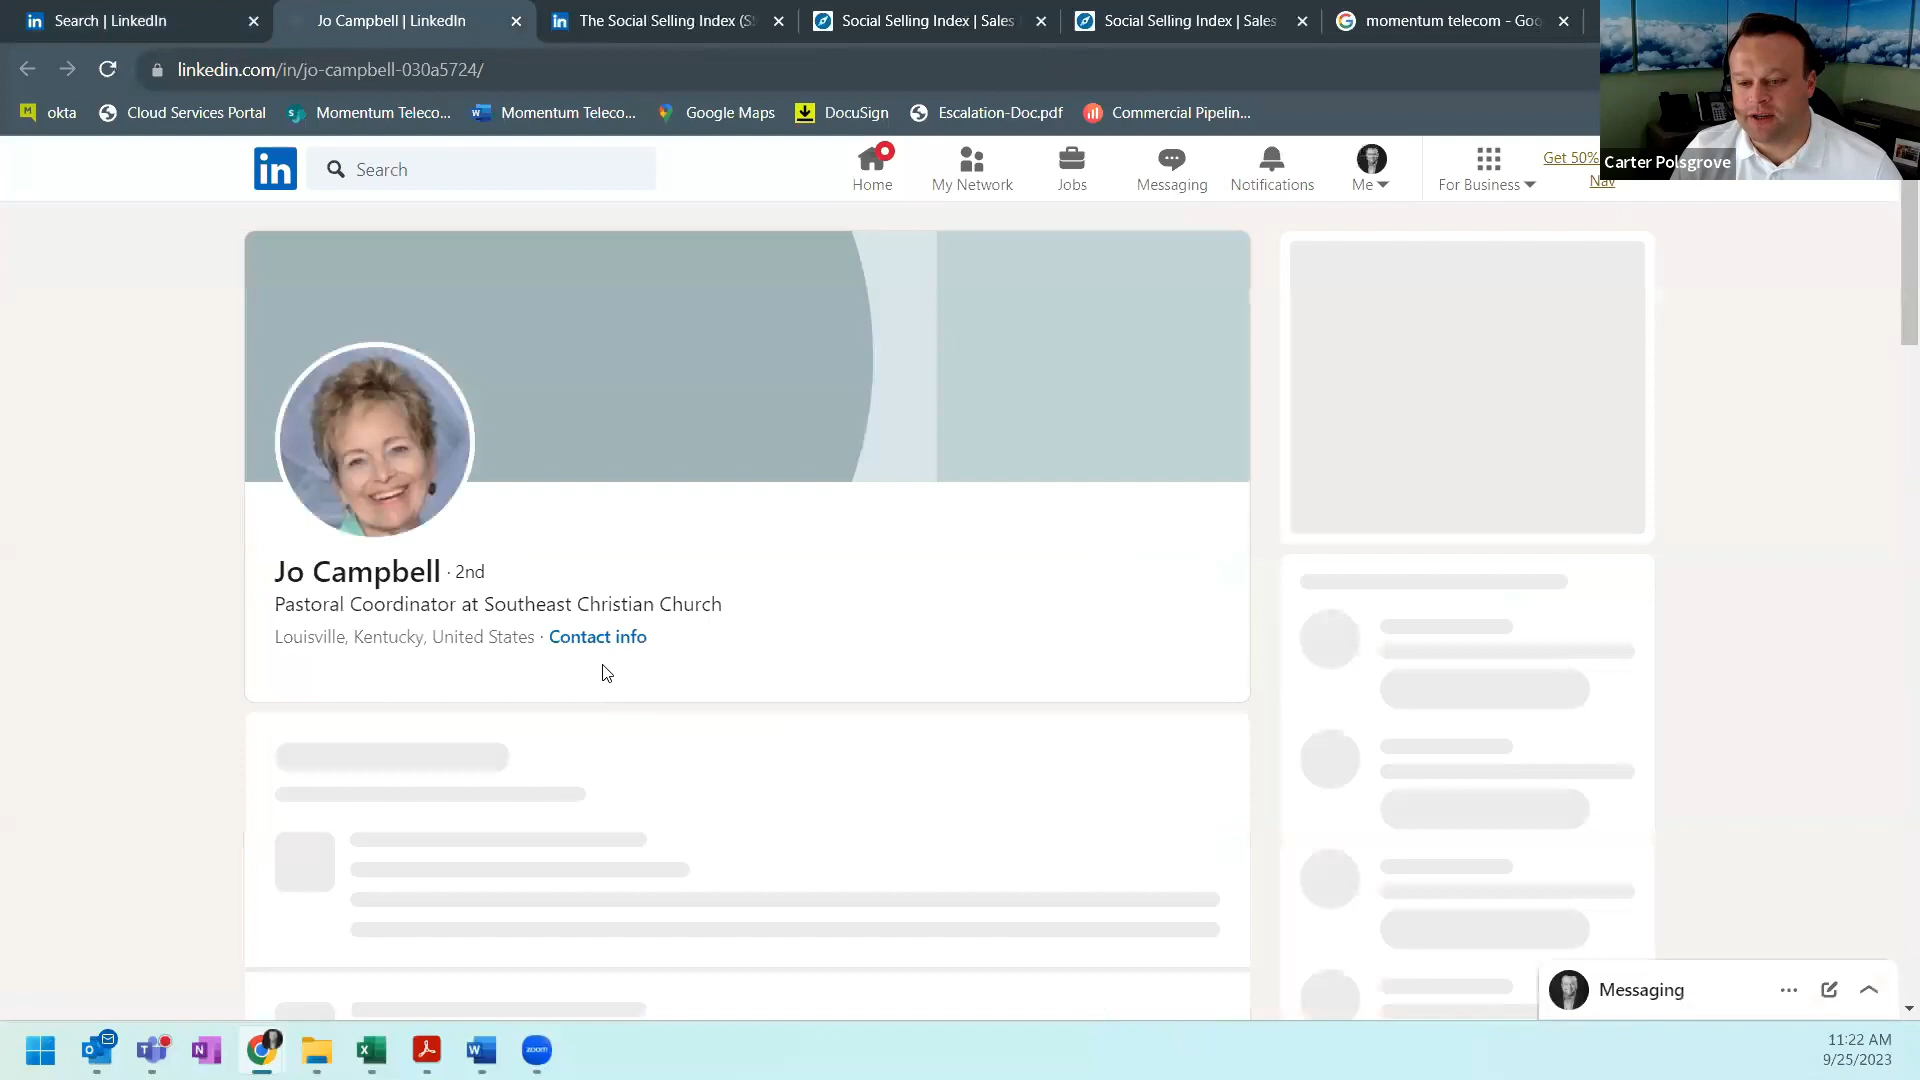 Search | LinkedIn
Jo Campbell | LinkedIn
The Social Selling Index (S
Social Selling Index | Sales
Social Selling Index | Sales
momentum telecom - Goo
linkedin.com/in/jo-campbell-030a5724/
okta
Cloud Services Portal
Momentum Teleco...
Momentum Teleco...
Google Maps
DocuSign
Escalation-Doc.pdf
Commercial Pipelin...
in
Search
Home
My Network
Jobs
Messaging
Notifications
Me
For Business
Get 50%
Nav
Carter Polsgrove
Jo Campbell · 2nd
Pastoral Coordinator at Southeast Christian Church
Louisville, Kentucky, United States · Contact info
Messaging
zoom
11:22 AM
9/25/2023